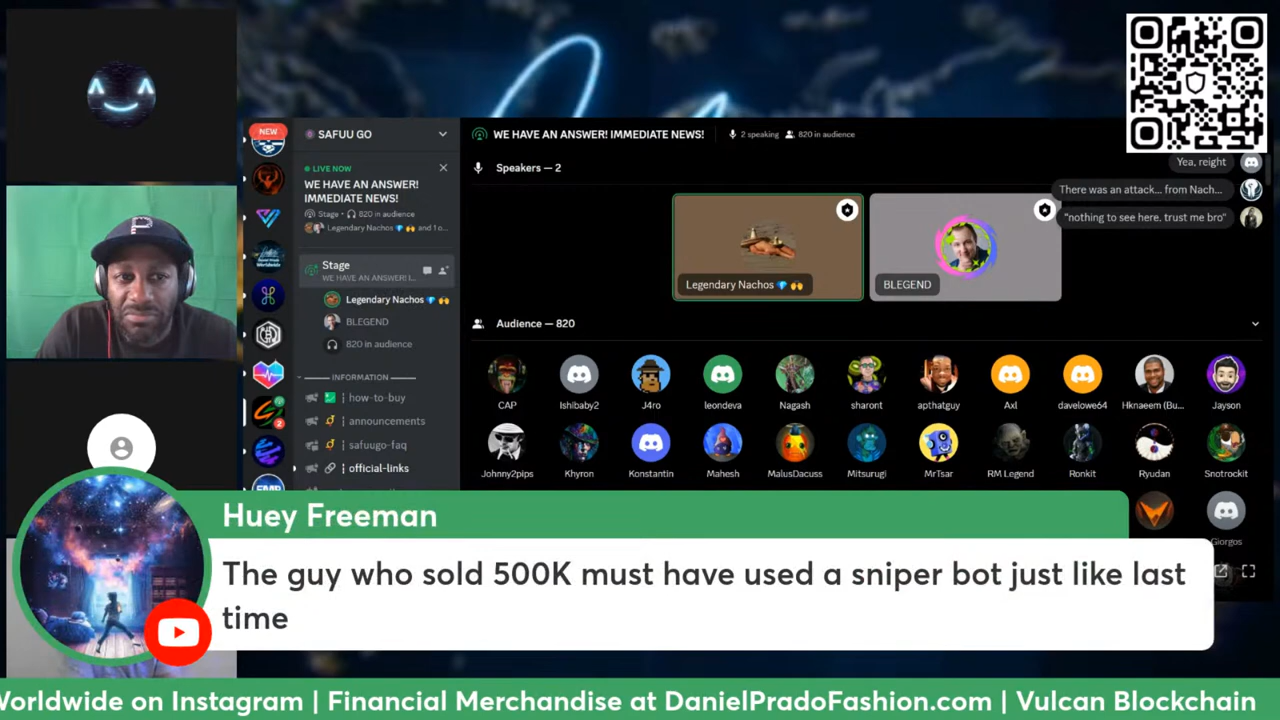 NEW
SAFUU GO
LIVE NOW
WE HAVE AN ANSWER!
IMMEDIATE NEWS!
Stage · 820 in audience
Legendary Nachos 💎 🙌 and 1 o...
Stage
WE HAVE AN ANSWER! I...
Legendary Nachos 💎 🙌
BLEGEND
820 in audience
INFORMATION
how-to-buy
announcements
safuugo-faq
official-links
2
WE HAVE AN ANSWER! IMMEDIATE NEWS!
2 speaking 820 in audience
Speakers — 2
Yea, reight
There was an attack... from Nach...
"nothing to see here. trust me bro"
Legendary Nachos 💎 🙌
BLEGEND
Audience — 820
CAP
Ishibaby2
J4ro
leondeva
Nagash
sharont
apthatguy
Axl
davelowe64
Hknaeem (Bu...
Jayson
Johnny2pips
Khyron
Konstantin
Mahesh
MalusDacuss
Mitsurugi
MrTsar
RM.Legend
Ronkit
Ryudan
Snotrockit
Giorgos
Huey Freeman
The guy who sold 500K must have used a sniper bot just like last
time
Worldwide on Instagram | Financial Merchandise at DanielPradoFashion.com | Vulcan Blockchain